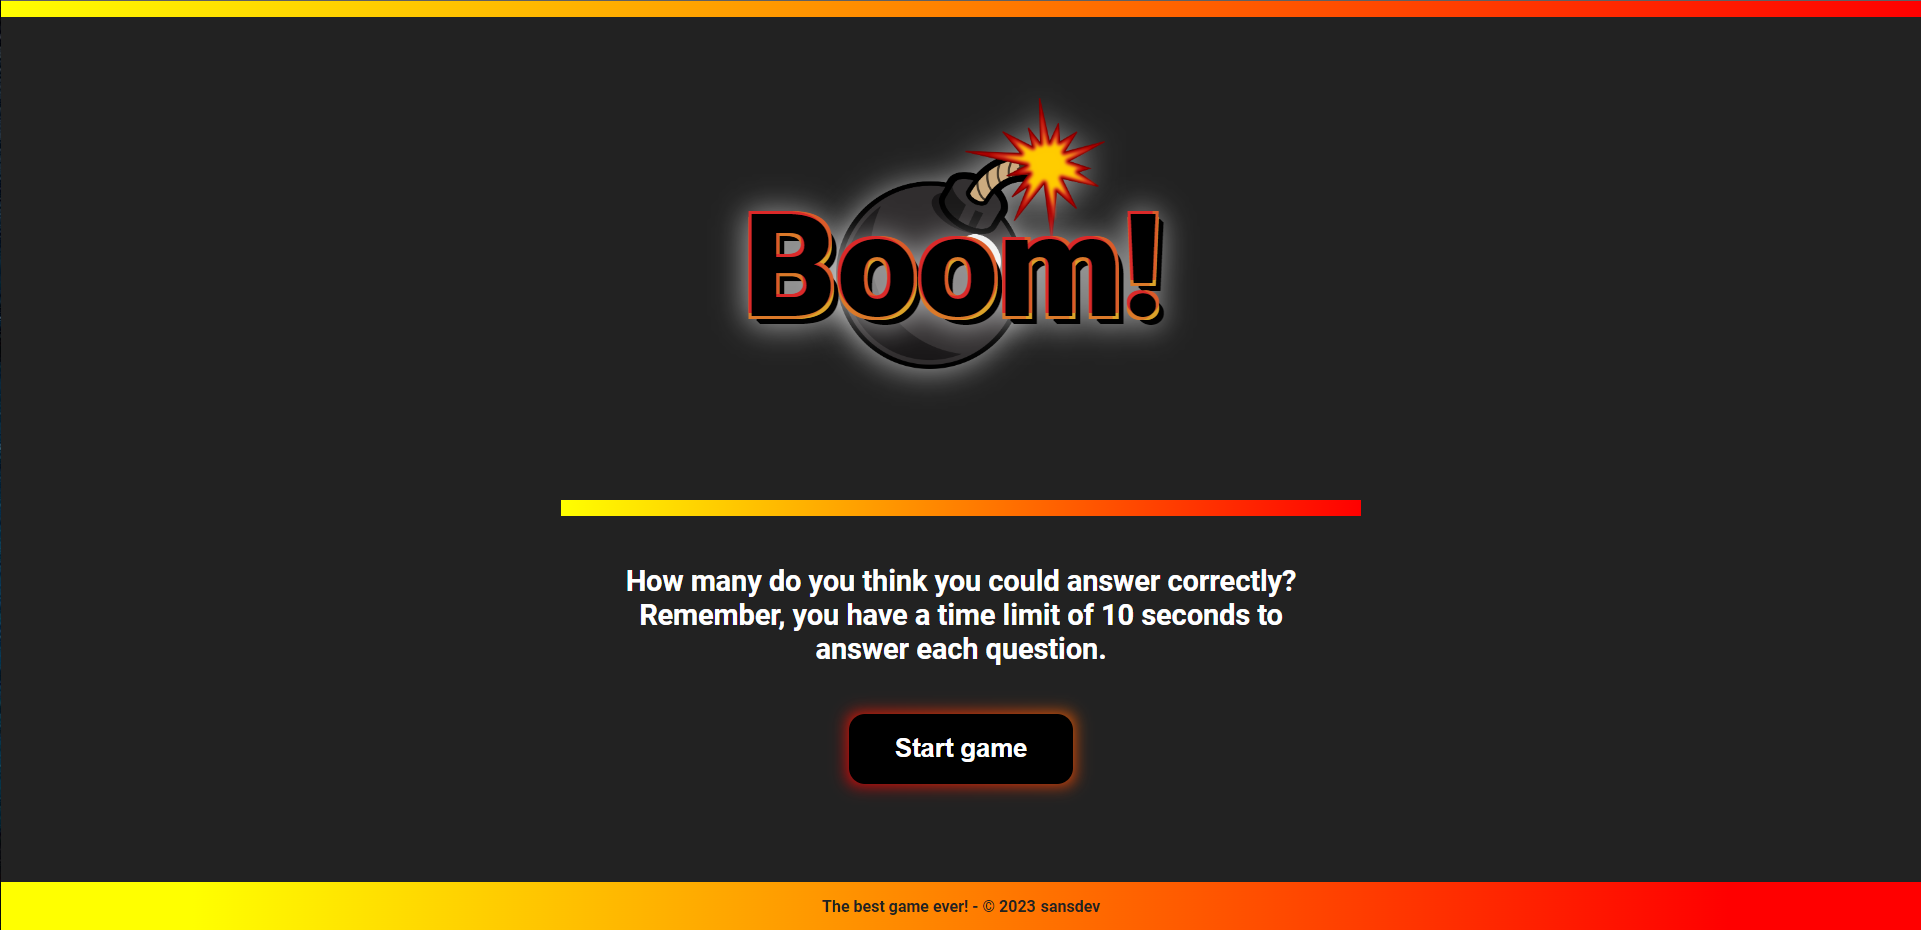 Boom!
How many do you think you could answer correctly?
Remember, you have a time limit of 10 seconds to
answer each question.
Start game
The best game ever! - © 2023 sansdev